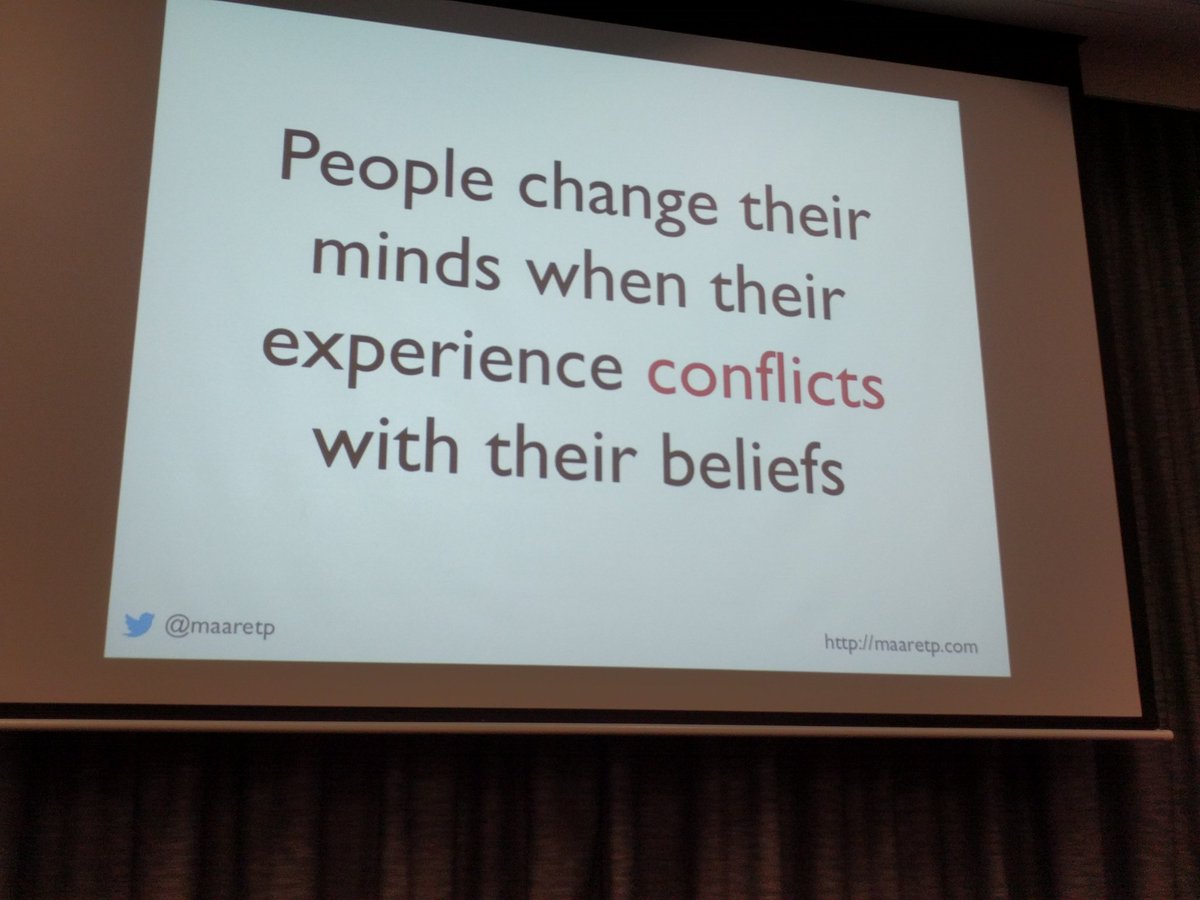 People change their
minds when their
experience conflicts
with their beliefs
@maaretp
http://maaretp.com